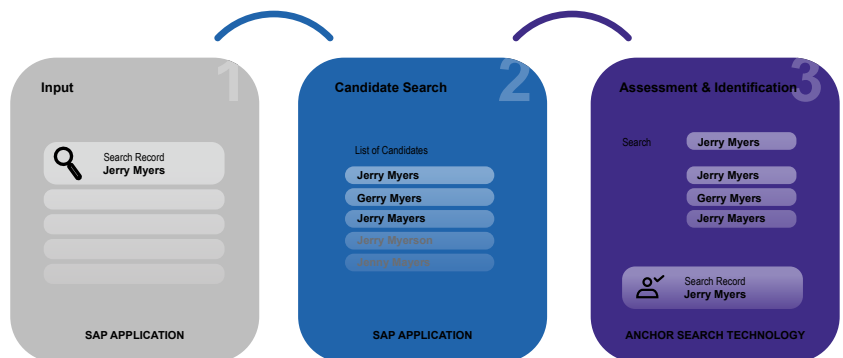 1
Input
Search Record
Jerry Myers
SAP APPLICATION
2
Candidate Search
List of Candidates
Jerry Myers
Gerry Myers
Jerry Mayers
Jerry Myerson
SAP APPLICATION
3
Assessment & Identification
Search
Jerry Myers
Jerry Myers
Gerry Myers
Jerry Mayers
Search Record
Jerry Myers
ANCHOR SEARCH TECHNOLOGY